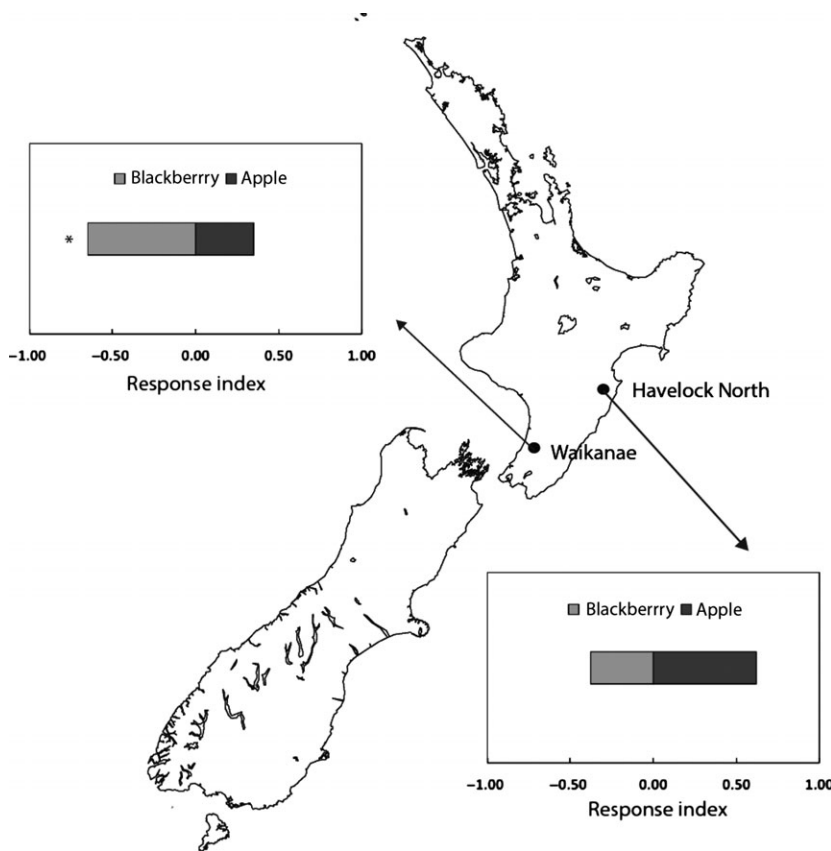 Blackberrry Apple
*
−1.00 −0.50 0.00 0.50 1.00
Response index
Havelock North
Waikanae
Blackberrry Apple
−1.00 −0.50 0.00 0.50 1.00
Response index